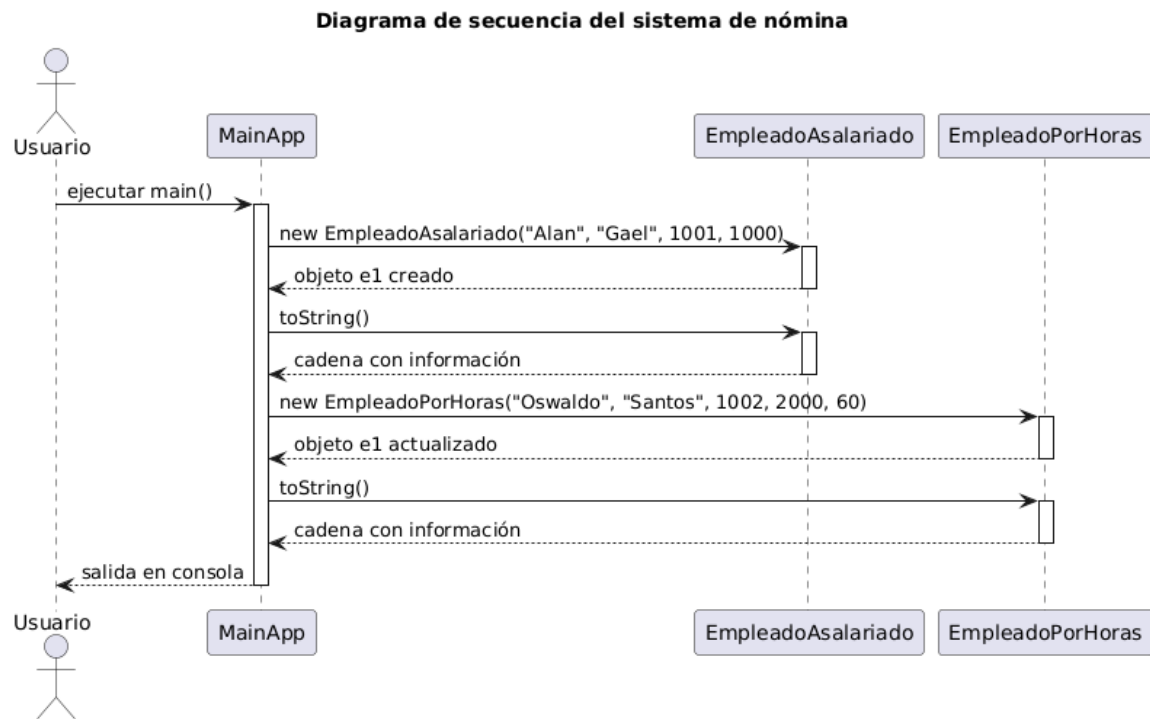 Diagrama de secuencia del sistema de nómina
Usuario
MainApp
EmpleadoAsalariado
EmpleadoPorHoras
ejecutar main()
new EmpleadoAsalariado("Alan", "Gael", 1001, 1000)
objeto e1 creado
toString()
cadena con información
new EmpleadoPorHoras("Oswaldo", "Santos", 1002, 2000, 60)
objeto e1 actualizado
toString()
cadena con información
salida en consola
Usuario
MainApp
EmpleadoAsalariado
EmpleadoPorHoras